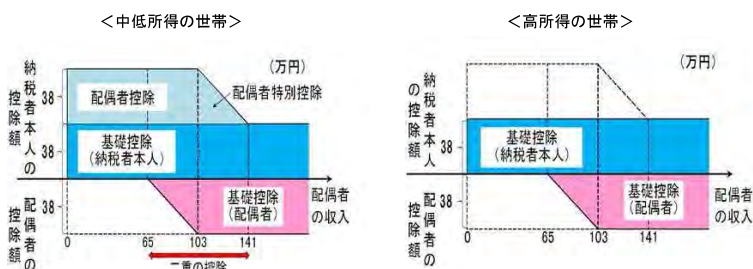 ＜中低所得の世帯＞
納税者本人の控除額
38
38
配偶者の控除額
38
（万円）
配偶者控除
配偶者特別控除
基礎控除
（納税者本人）
基礎控除
（配偶者）
配偶者
の収入
0
65
103
141
二重の控除
＜高所得の世帯＞
納税者本人
の控除額
38
配偶者の
控除額
38
（万円）
基礎控除
（納税者本人）
基礎控除
（配偶者）
配偶者
の収入
0
65
103
141